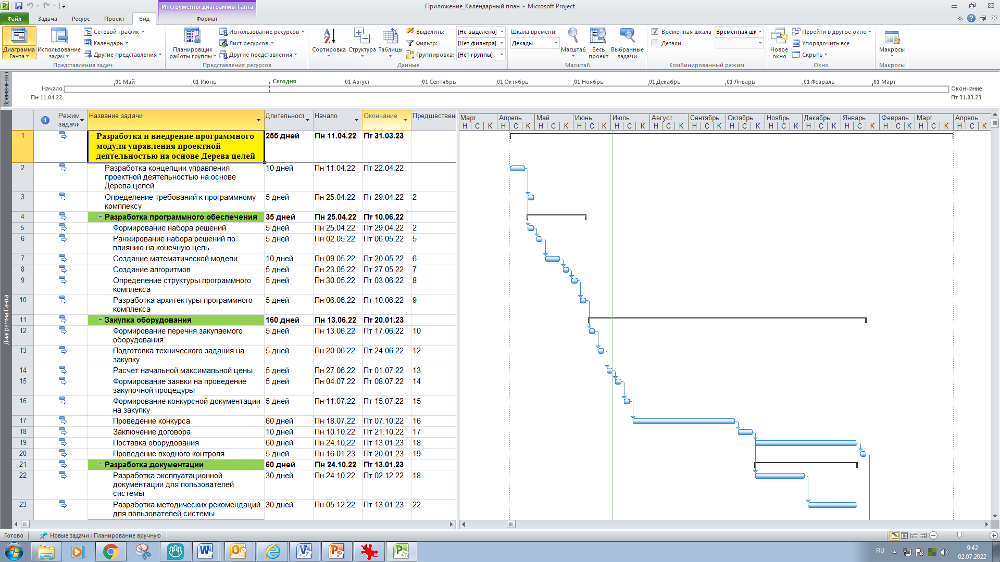 Инструменты диаграммы Ганта
Приложение_Календарный план - Microsoft Project
Файл Задача Ресурс Проект Вид Формат
Диаграмма Ганта
Использование задач
Сетевой график
Календарь
Другие представления
Представления задач
Планировщик работы группы
Использование ресурсов
Лист ресурсов
Другие представления
Представления ресурсов
Сортировка
Структура
Таблицы
Выделить: [Не выделено]
Фильтр: [Нет фильтра]
Группировка: [Нет группы]
Данные
Шкала времени:
Декады
Масштаб
Весь проект
Выбранные задачи
Масштаб
Временная шкала Временная шк
Детали
Комбинированный режим
Новое окно
Перейти в другое окно
Упорядочить все
Скрыть
Окно
Макросы
Макросы
Временная
01 Май 01 Июнь Сегодня 01 Август 01 Сентябрь 01 Октябрь 01 Ноябрь 01 Декабрь 01 Январь 01 Февраль 01 Март
Начало
Пн 11.04.22
Окончание
Пт 31.03.23
Диаграмма Ганта
Режим задачи Название задачи Длительност Начало Окончание Предшествен
Март Апрель Май Июнь Июль Август Сентябрь Октябрь Ноябрь Декабрь Январь Февраль Март Апрель
Н С К Н С К Н С К Н С К Н С К Н С К Н С К Н С К Н С К Н С К Н С К Н С К Н С К Н С К
1 Разработка и внедрение программного 255 дней Пн 11.04.22 Пт 31.03.23
модуля управления проектной
деятельностью на основе Дерева целей
2 Разработка концепции управления 10 дней Пн 11.04.22 Пт 22.04.22
проектной деятельностью на основе
Дерева целей
3 Определение требований к программному 5 дней Пн 25.04.22 Пт 29.04.22 2
комплексу
4 Разработка программного обеспечения 35 дней Пн 25.04.22 Пт 10.06.22
5 Формирование набора решений 5 дней Пн 25.04.22 Пт 29.04.22 2
6 Ранжирование набора решений по 5 дней Пн 02.05.22 Пт 06.05.22 5
влиянию на конечную цель
7 Создание математической модели 10 дней Пн 09.05.22 Пт 20.05.22 6
8 Создание алгоритмов 5 дней Пн 23.05.22 Пт 27.05.22 7
9 Определение структуры программного 5 дней Пн 30.05.22 Пт 03.06.22 8
комплекса
10 Разработка архитектуры программного 5 дней Пн 06.06.22 Пт 10.06.22 9
комплекса
11 Закупка оборудования 160 дней Пн 13.06.22 Пт 20.01.23
12 Формирование перечня закупаемого 5 дней Пн 13.06.22 Пт 17.06.22 10
оборудования
13 Подготовка технического задания на 5 дней Пн 20.06.22 Пт 24.06.22 12
закупку
14 Расчет начальной максимальной цены 5 дней Пн 27.06.22 Пт 01.07.22 13
15 Формирование заявки на проведение 5 дней Пн 04.07.22 Пт 08.07.22 14
закупочной процедуры
16 Формирование конкурсной документации 5 дней Пн 11.07.22 Пт 15.07.22 15
на закупку
17 Проведение конкурса 60 дней Пн 18.07.22 Пт 07.10.22 16
18 Заключение договора 10 дней Пн 10.10.22 Пт 21.10.22 17
19 Поставка оборудования 60 дней Пн 24.10.22 Пт 13.01.23 18
20 Проведение входного контроля 5 дней Пн 16.01.23 Пт 20.01.23 19
21 Разработка документации 60 дней Пн 24.10.22 Пт 13.01.23
22 Разработка эксплуатационной 30 дней Пн 24.10.22 Пт 02.12.22 18
документации для пользователей
системы
23 Разработка методических рекомендаций 30 дней Пн 05.12.22 Пт 13.01.23 22
для пользователей системы
Готово Новые задачи : Планирование вручную
RU 9:42
02.07.2022